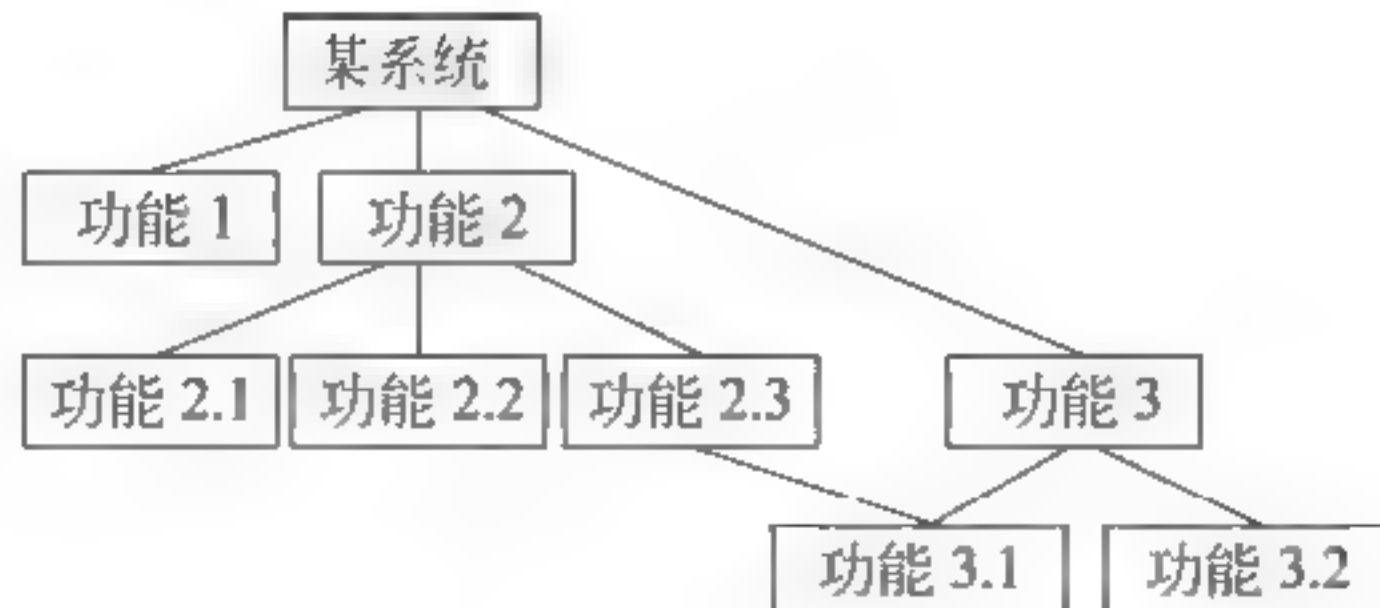 某系统
功能 1
功能 2
功能 2.1
功能 2.2
功能 2.3
功能 3
功能 3.1
功能 3.2